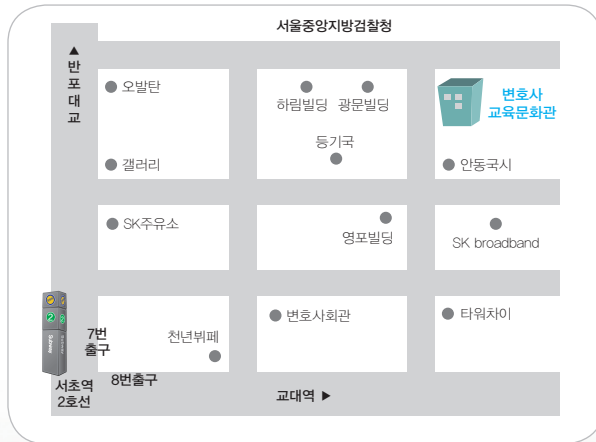 서울중앙지방검찰청
▲
반
포
대
교
오발탄
하림빌딩
광문빌딩
변호사
교육문화관
등기국
갤러리
안동국시
SK주유소
영포빌딩
SK broadband
2
7번
출구
천년뷔페
변호사회관
타워차이
Subway
서초역
2호선
8번출구
교대역 ▶